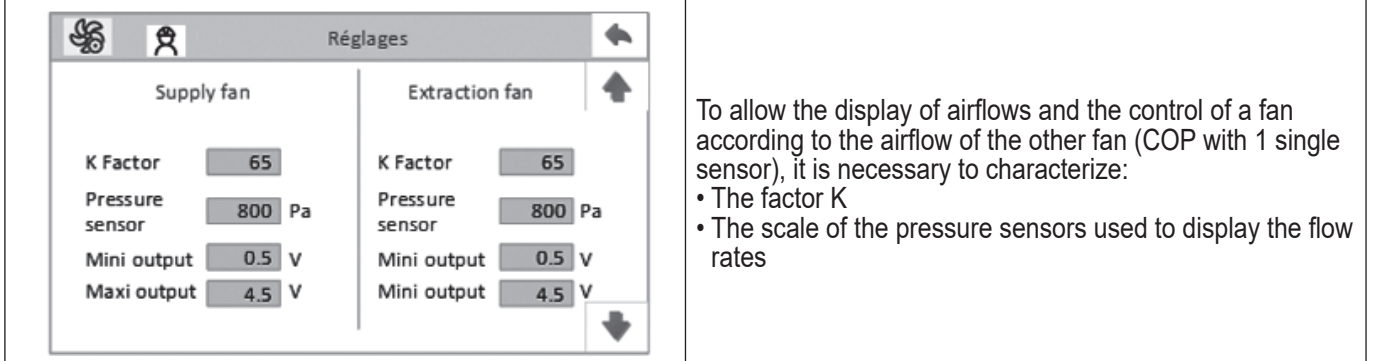 Réglages
Supply fan
K Factor 65
Pressure
sensor 800 Pa
Mini output 0.5 V
Maxi output 4.5 V
Extraction fan
K Factor 65
Pressure
sensor 800 Pa
Mini output 0.5 V
Mini output 4.5 V
To allow the display of airflows and the control of a fan
according to the airflow of the other fan (COP with 1 single
sensor), it is necessary to characterize:
• The factor K
• The scale of the pressure sensors used to display the flow
rates